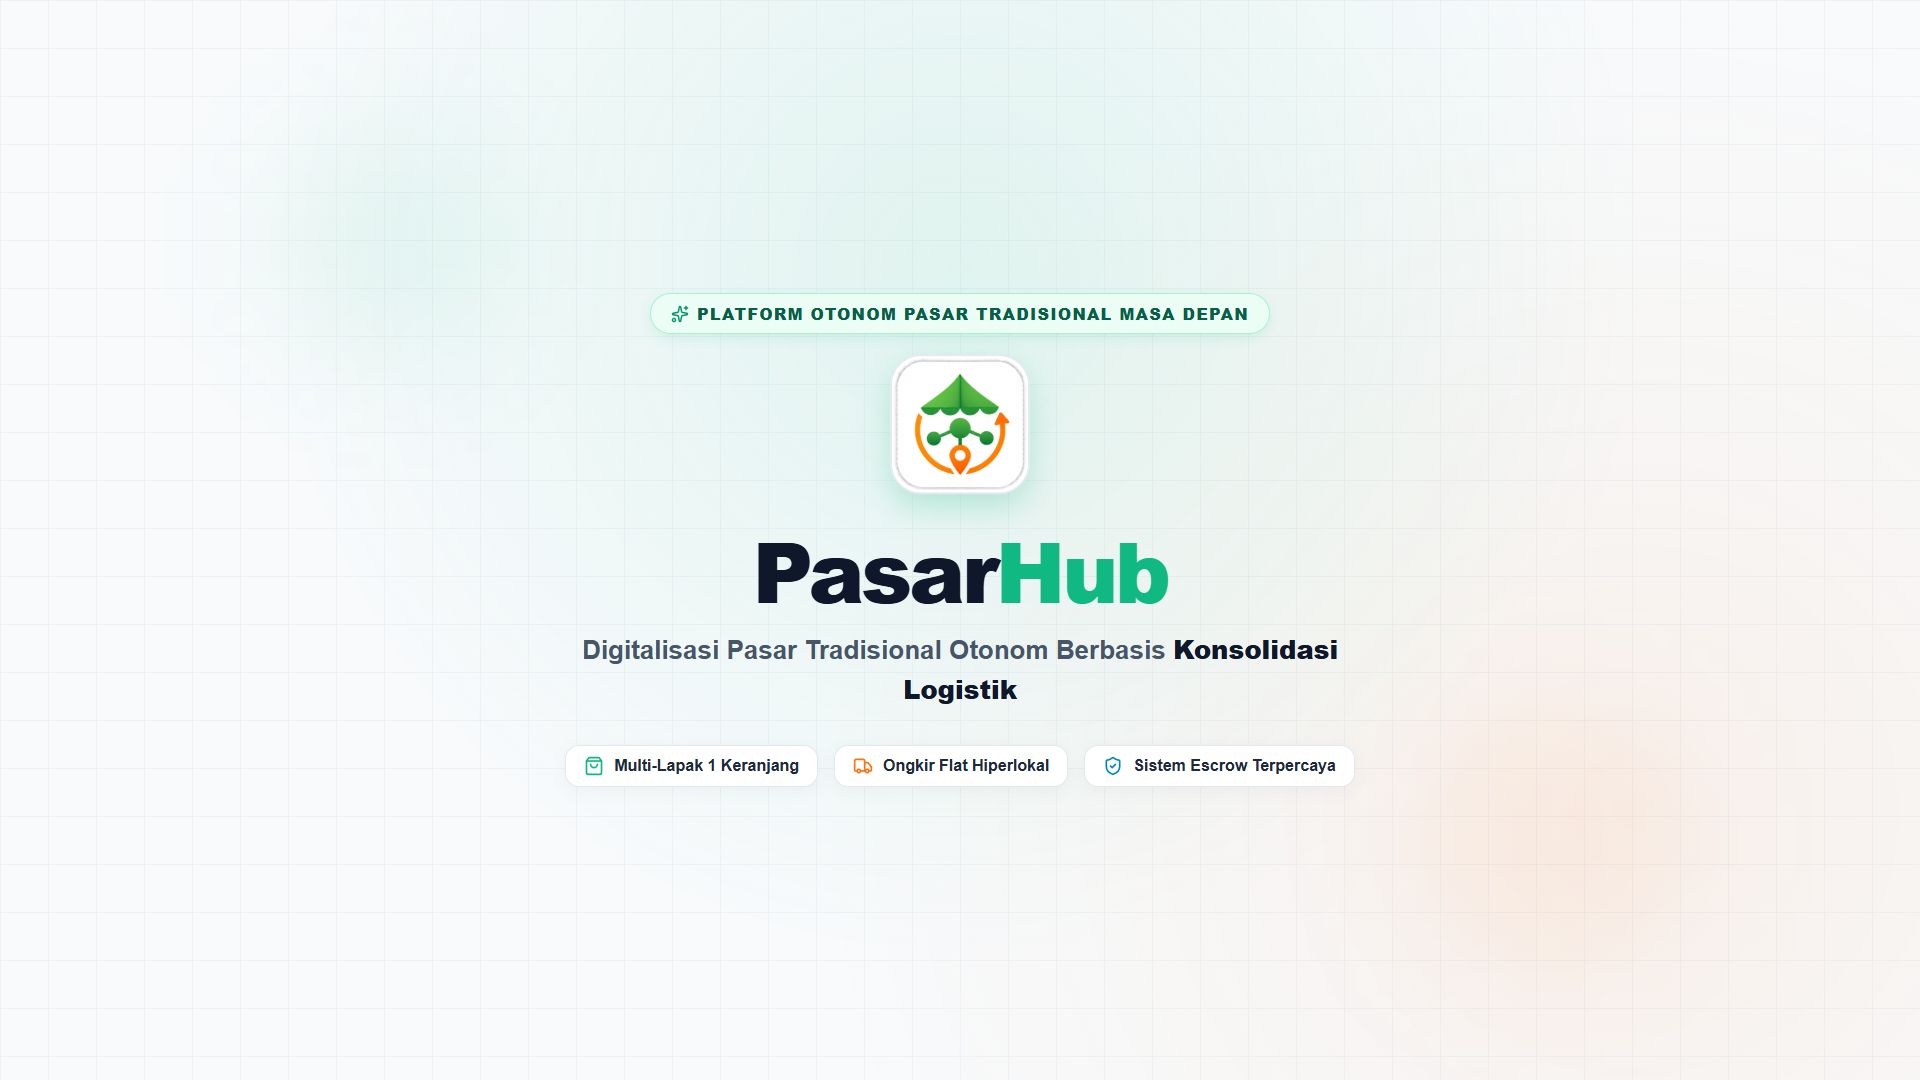 PLATFORM OTONOM PASAR TRADISIONAL MASA DEPAN
PasarHub
Digitalisasi Pasar Tradisional Otonom Berbasis Konsolidasi
Logistik
Multi-Lapak 1 Keranjang
Ongkir Flat Hiperlokal
Sistem Escrow Terpercaya